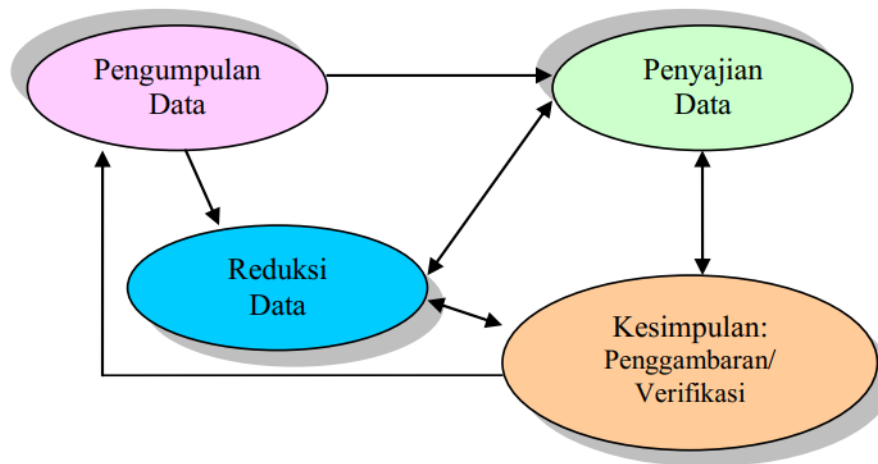 Pengumpulan
Data
Penyajian
Data
Reduksi
Data
Kesimpulan:
Penggambaran/
Verifikasi